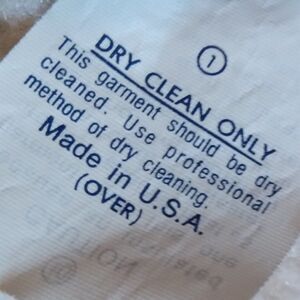 ①
DRY CLEAN ONLY
This garment should be dry
cleaned. Use professional
method of dry cleaning.
Made in U.S.A.
(OVER)